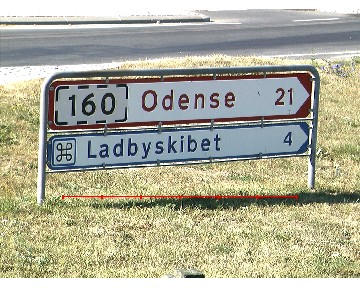 160 Odense 21
Ladbyskibet 4